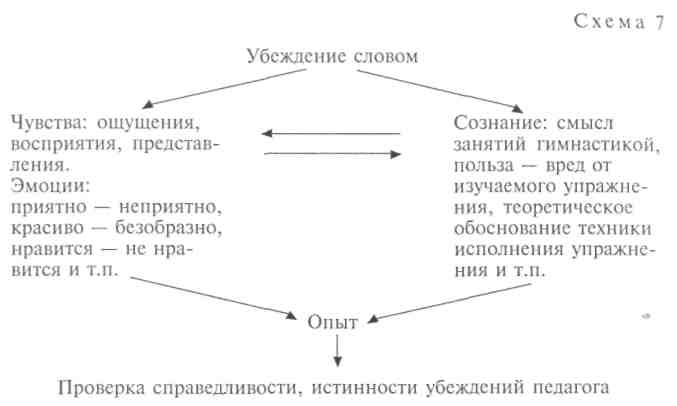 Схема 7
Убеждение словом
Чувства: ощущения,
восприятия, представ-
ления.
Эмоции:
приятно — неприятно,
красиво — безобразно,
нравится — не нра-
вится и т.п.
Сознание: смысл
занятий гимнастикой,
польза — вред от
изучаемого упражне-
ния, теоретическое
обоснование техники
исполнения упражне-
ния и т.п.
Опыт
Проверка справедливости, истинности убеждений педагога